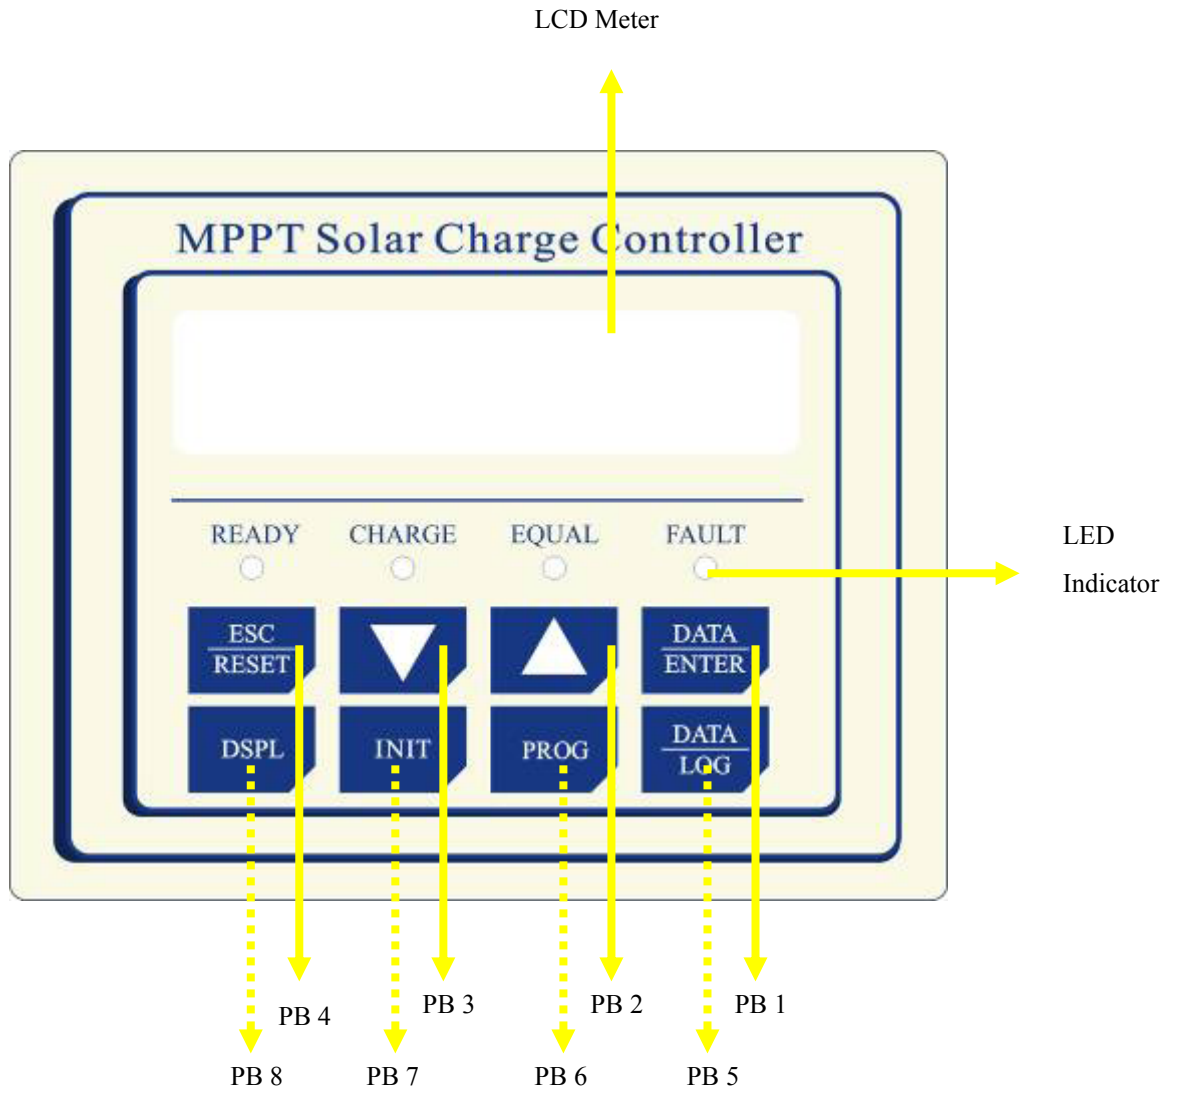 LCD Meter
MPPT Solar Charge Controller
READY CHARGE EQUAL FAULT
LED
Indicator
ESC
RESET
DATA
ENTER
DSPL
INIT
PROG
DATA
LOG
PB 4
PB 3
PB 2
PB 1
PB 8
PB 7
PB 6
PB 5